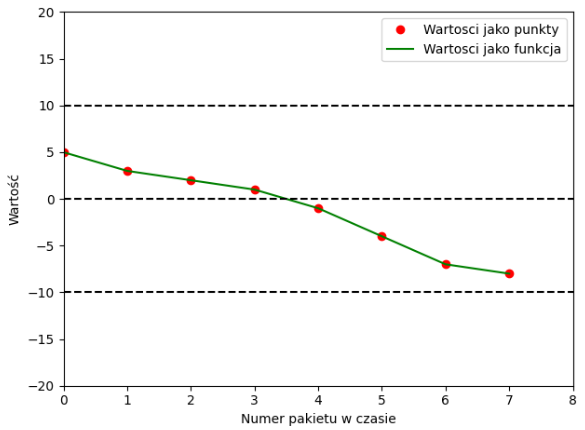 Wartosci jako punkty
Wartosci jako funkcja
20
15
10
5
0
−5
−10
−15
−20
Wartość
0 1 2 3 4 5 6 7 8
Numer pakietu w czasie